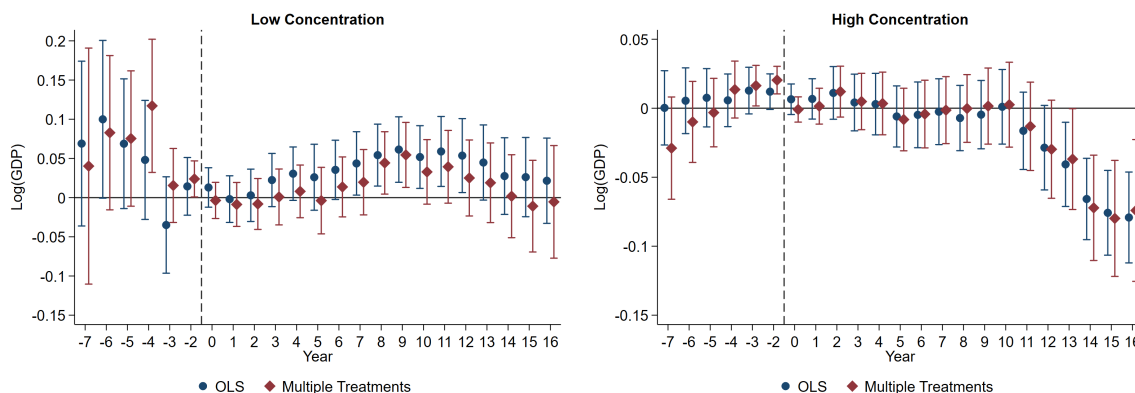 Low Concentration
0.2
0.15
0.1
0.05
0
-0.05
-0.1
-0.15
Log(GDP)
-7 -6 -5 -4 -3 -2 0 1 2 3 4 5 6 7 8 9 10 11 12 13 14 15 16
Year
OLS Multiple Treatments
High Concentration
0.05
0
-0.05
-0.1
-0.15
Log(GDP)
-7 -6 -5 -4 -3 -2 0 1 2 3 4 5 6 7 8 9 10 11 12 13 14 15 16
Year
OLS Multiple Treatments